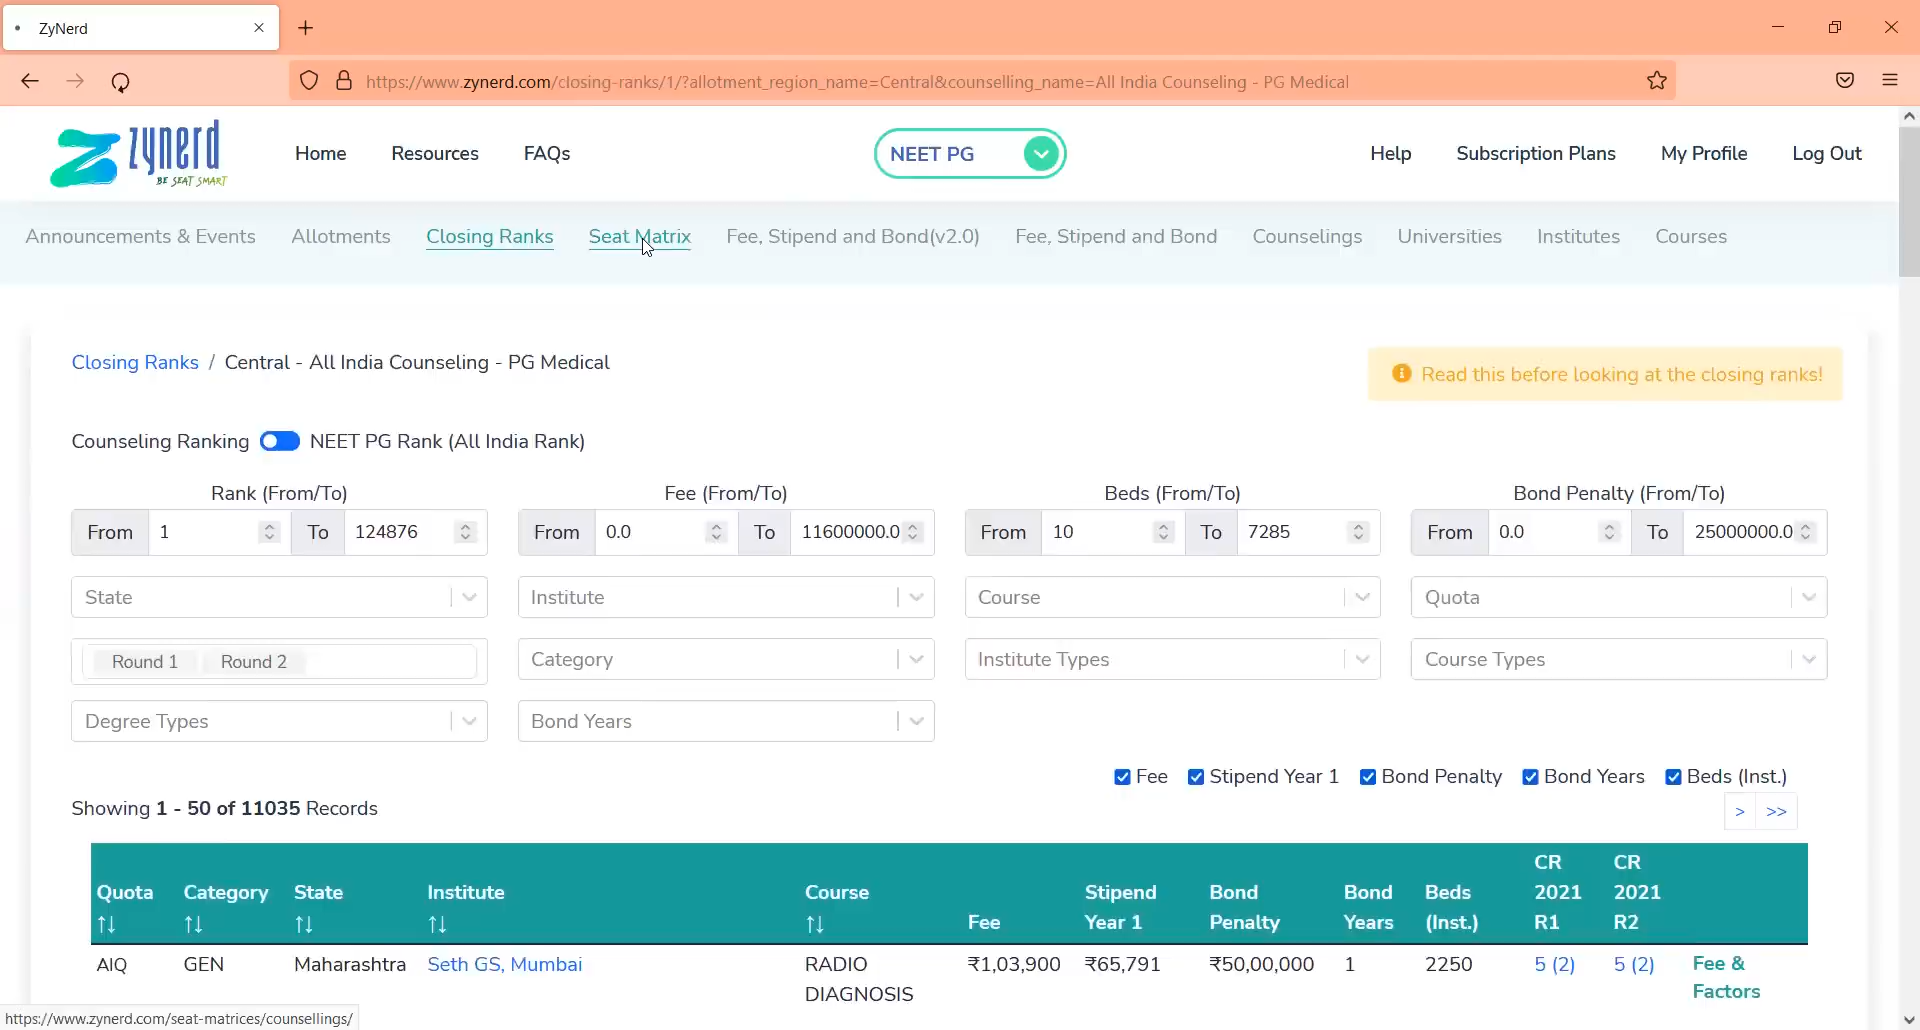 ZyNerd
https://www.zynerd.com/closing-ranks/1/?allotment_region_name=Central&counselling_name=All India Counseling - PG Medical
zynerd
BE SEAT SMART
Home Resources FAQs NEET PG Help Subscription Plans My Profile Log Out
Announcements & Events Allotments Closing Ranks Seat Matrix Fee, Stipend and Bond(v2.0) Fee, Stipend and Bond Counselings Universities Institutes Courses
Closing Ranks / Central - All India Counseling - PG Medical
Read this before looking at the closing ranks!
Counseling Ranking NEET PG Rank (All India Rank)
Rank (From/To) Fee (From/To) Beds (From/To) Bond Penalty (From/To)
From 1 To 124876 From 0.0 To 11600000.0 From 10 To 7285 From 0.0 To 25000000.0
State Institute Course Quota
Round 1 Round 2 Category Institute Types Course Types
Degree Types Bond Years
Fee Stipend Year 1 Bond Penalty Bond Years Beds (Inst.)
Showing 1 - 50 of 11035 Records
> >>
Quota Category State Institute Course Fee Stipend Year 1 Bond Penalty Bond Years Beds (Inst.) CR 2021 R1 CR 2021 R2
AIQ GEN Maharashtra Seth GS, Mumbai RADIO DIAGNOSIS ₹1,03,900 ₹65,791 ₹50,00,000 1 2250 5 (2) 5 (2) Fee & Factors
https://www.zynerd.com/seat-matrices/counsellings/